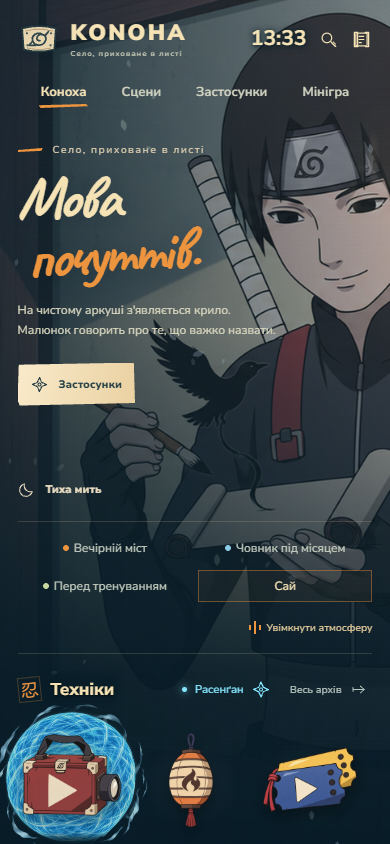 KONOHA
Село, приховане в листі
13:33
Коноха Сцени Застосунки Мінігра
Село, приховане в листі
Мова
почуттів.
На чистому аркуші з'являється крило.
Малюнок говорить про те, що важко назвати.
Застосунки
Тиха мить
Вечірній міст
Човник під місяцем
Перед тренуванням
Сай
Увімкнути атмосферу
忍 Техніки
Расенґан
Весь архів